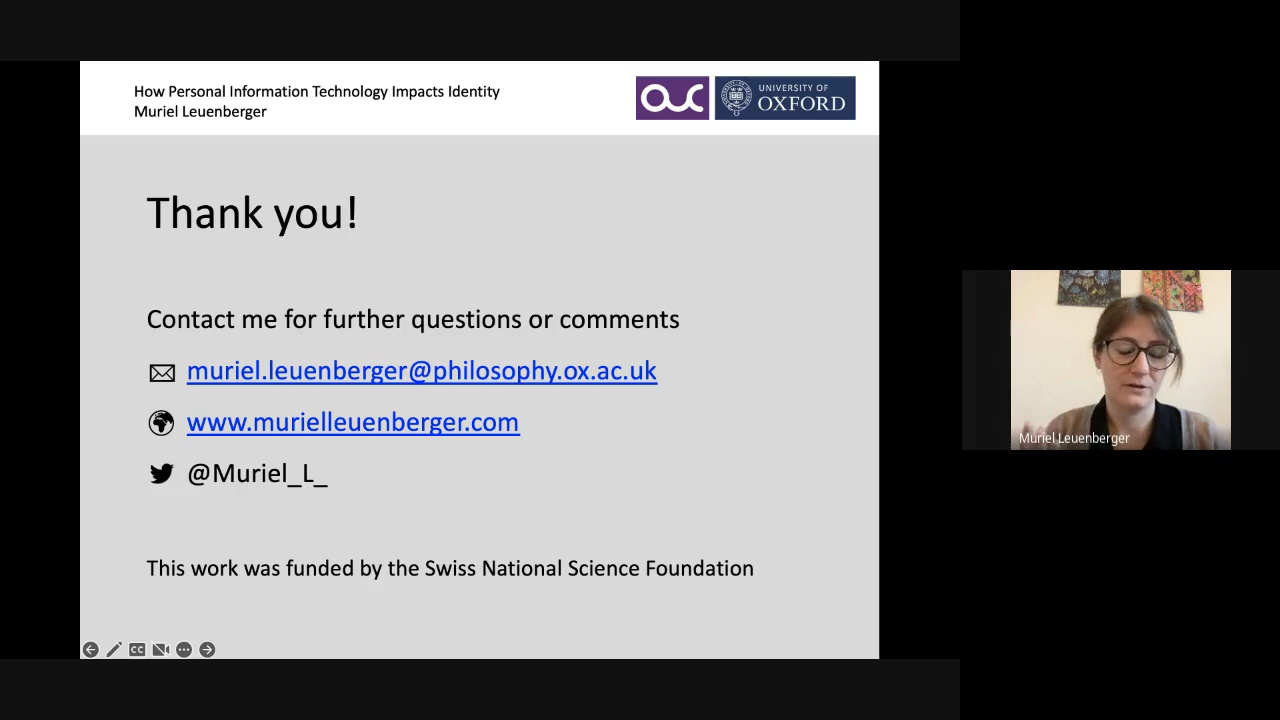 How Personal Information Technology Impacts Identity
Muriel Leuenberger
OUC
UNIVERSITY OF
OXFORD
Thank you!
Contact me for further questions or comments
muriel.leuenberger@philosophy.ox.ac.uk
www.murielleuenberger.com
@Muriel_L_
This work was funded by the Swiss National Science Foundation
CC
Muriel Leuenberger